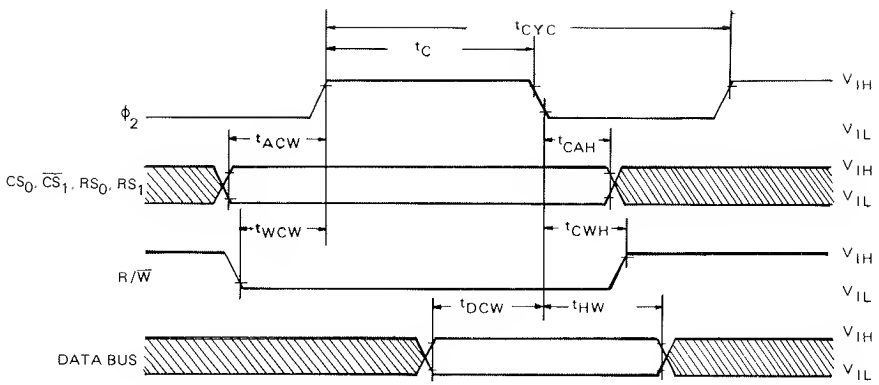 tCYC
tC
ϕ2
VIH
VIL
tACW
tCAH
CS0, C̅S̅1, RS0, RS1
VIH
VIL
tWCW
tCWH
R/W̅
VIH
VIL
tDCW
tHW
DATA BUS
VIH
VIL